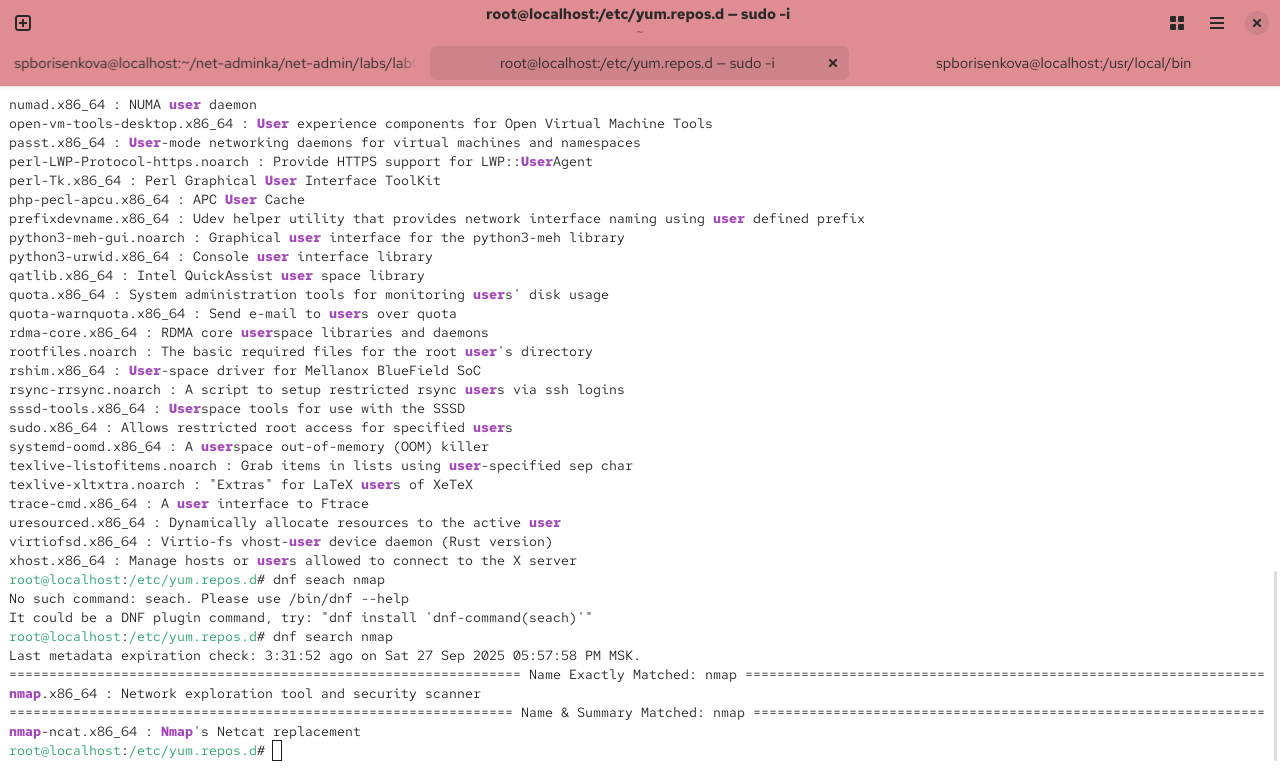 root@localhost:/etc/yum.repos.d — sudo -i
~
spborisenkova@localhost:~/net-adminka/net-admin/labs/lab
root@localhost:/etc/yum.repos.d — sudo -i
spborisenkova@localhost:/usr/local/bin
numad.x86_64 : NUMA user daemon
open-vm-tools-desktop.x86_64 : User experience components for Open Virtual Machine Tools
passt.x86_64 : User-mode networking daemons for virtual machines and namespaces
perl-LWP-Protocol-https.noarch : Provide HTTPS support for LWP::UserAgent
perl-Tk.x86_64 : Perl Graphical User Interface ToolKit
php-pecl-apcu.x86_64 : APC User Cache
prefixdevname.x86_64 : Udev helper utility that provides network interface naming using user defined prefix
python3-meh-gui.noarch : Graphical user interface for the python3-meh library
python3-urwid.x86_64 : Console user interface library
qatlib.x86_64 : Intel QuickAssist user space library
quota.x86_64 : System administration tools for monitoring users' disk usage
quota-warnquota.x86_64 : Send e-mail to users over quota
rdma-core.x86_64 : RDMA core userspace libraries and daemons
rootfiles.noarch : The basic required files for the root user's directory
rshim.x86_64 : User-space driver for Mellanox BlueField SoC
rsync-rrsync.noarch : A script to setup restricted rsync users via ssh logins
sssd-tools.x86_64 : Userspace tools for use with the SSSD
sudo.x86_64 : Allows restricted root access for specified users
systemd-oomd.x86_64 : A userspace out-of-memory (OOM) killer
texlive-listofitems.noarch : Grab items in lists using user-specified sep char
texlive-xltxtra.noarch : "Extras" for LaTeX users of XeTeX
trace-cmd.x86_64 : A user interface to Ftrace
uresourced.x86_64 : Dynamically allocate resources to the active user
virtiofsd.x86_64 : Virtio-fs vhost-user device daemon (Rust version)
xhost.x86_64 : Manage hosts or users allowed to connect to the X server
root@localhost:/etc/yum.repos.d# dnf seach nmap
No such command: seach. Please use /bin/dnf --help
It could be a DNF plugin command, try: "dnf install 'dnf-command(seach)'"
root@localhost:/etc/yum.repos.d# dnf search nmap
Last metadata expiration check: 3:31:52 ago on Sat 27 Sep 2025 05:57:58 PM MSK.
================================================================ Name Exactly Matched: nmap =================================================================
nmap.x86_64 : Network exploration tool and security scanner
=============================================================== Name & Summary Matched: nmap ================================================================
nmap-ncat.x86_64 : Nmap's Netcat replacement
root@localhost:/etc/yum.repos.d#